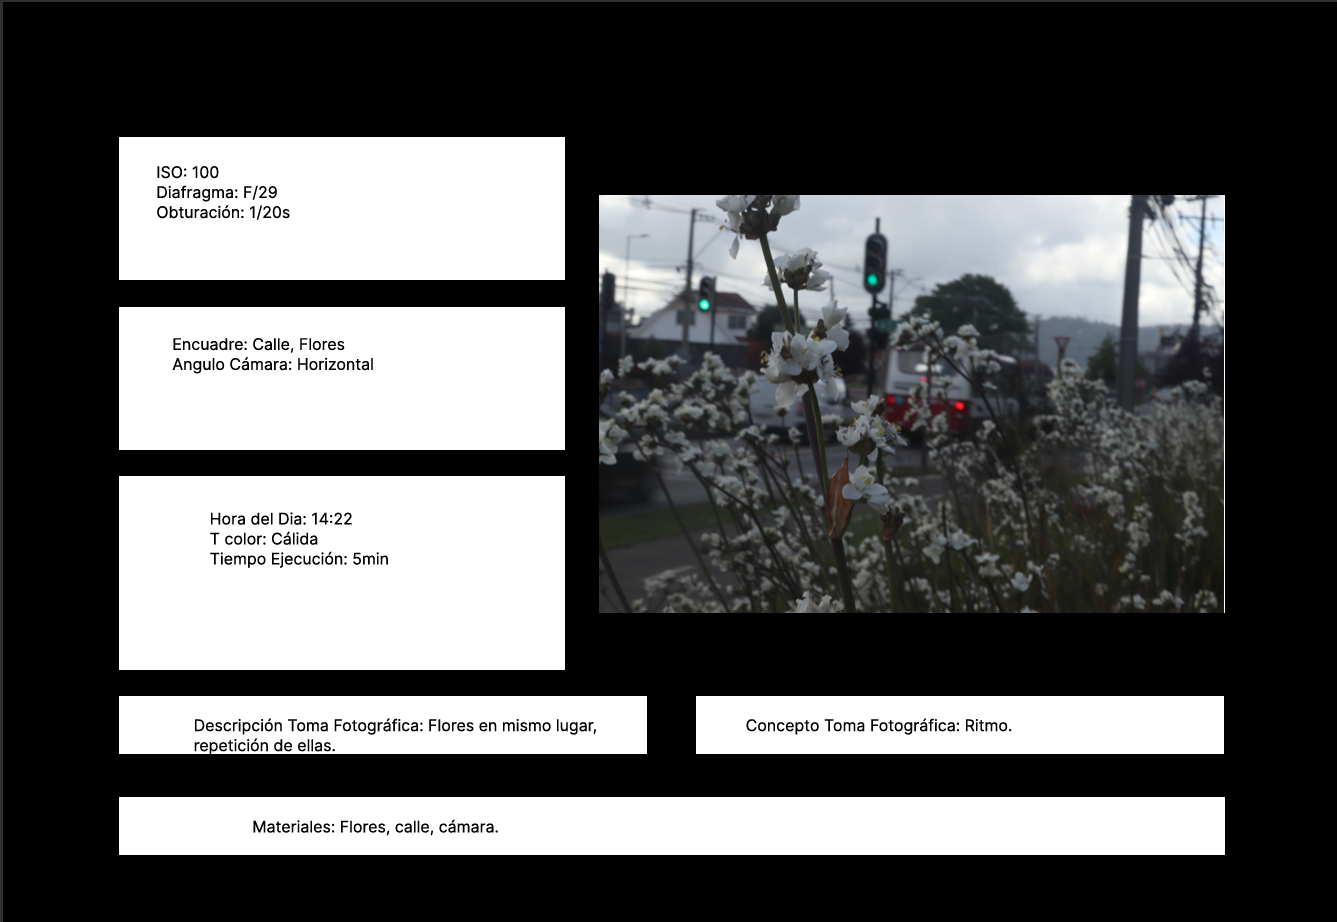 ISO: 100
Diafragma: F/29
Obturación: 1/20s
Encuadre: Calle, Flores
Angulo Cámara: Horizontal
Hora del Dia: 14:22
T color: Cálida
Tiempo Ejecución: 5min
Descripción Toma Fotográfica: Flores en mismo lugar,
repetición de ellas.
Concepto Toma Fotográfica: Ritmo.
Materiales: Flores, calle, cámara.